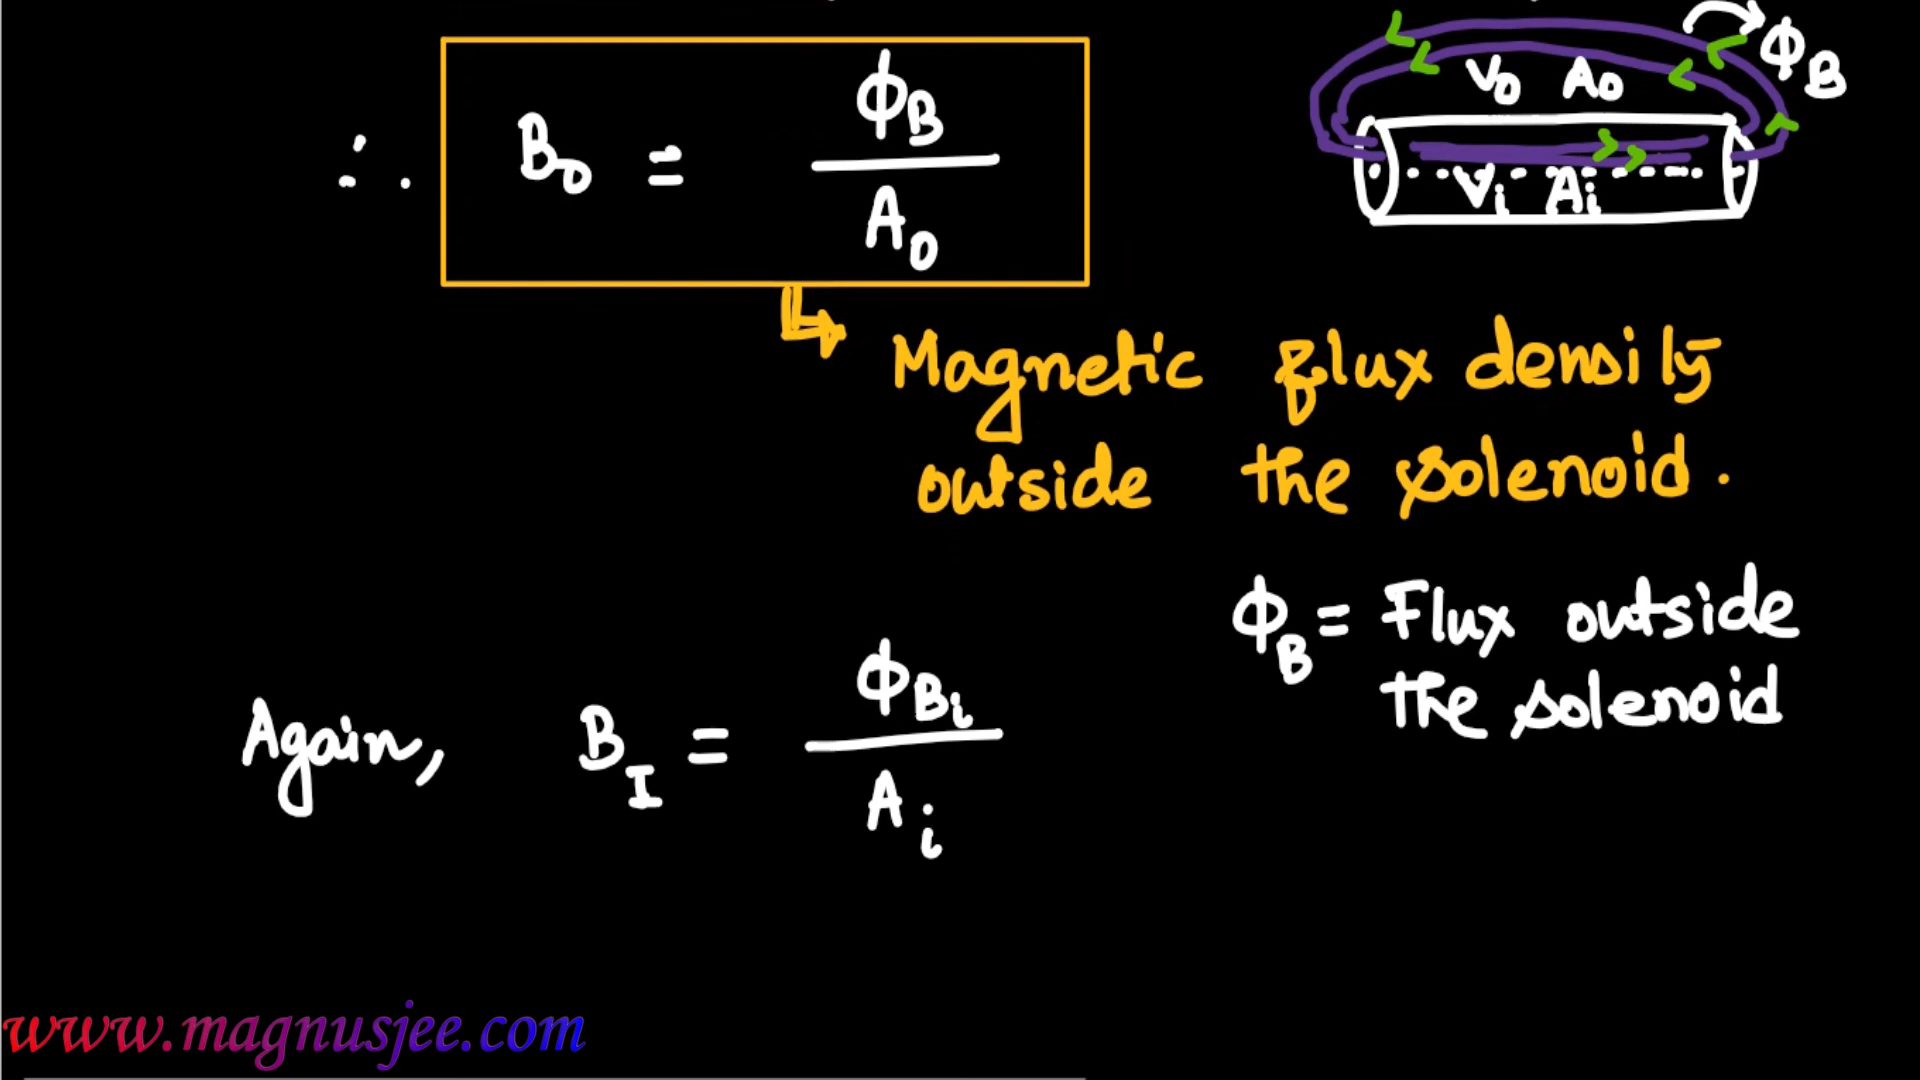 ϕB
V₀ A₀
Vᵢ Aᵢ
∴ B₀ = ϕB / A₀
Magnetic flux density
outside the solenoid.
ϕB = Flux outside
the solenoid
Again, B_I = ϕBᵢ / Aᵢ
www.magnusjee.com